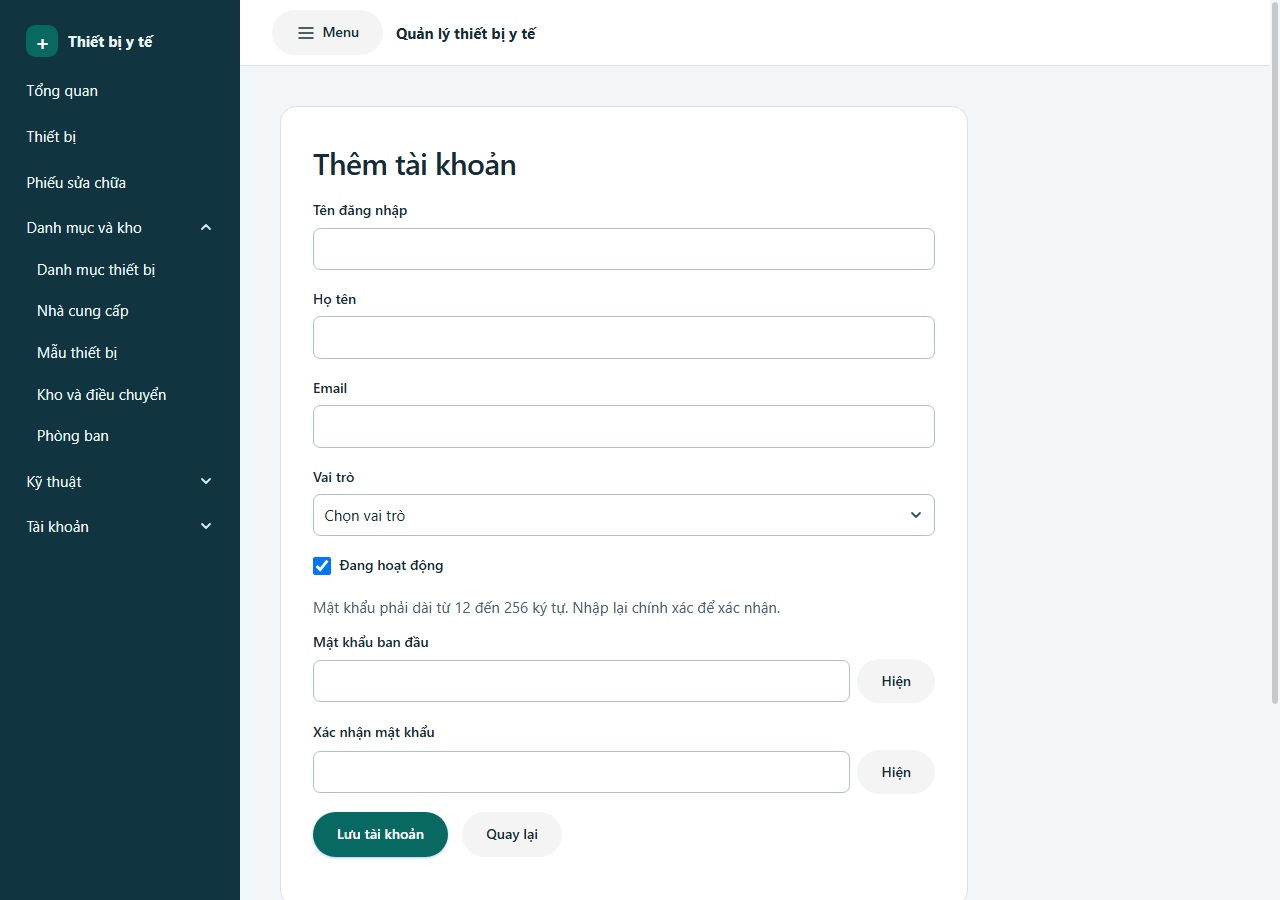 Thiết bị y tế
Tổng quan
Thiết bị
Phiếu sửa chữa
Danh mục và kho
Danh mục thiết bị
Nhà cung cấp
Mẫu thiết bị
Kho và điều chuyển
Phòng ban
Kỹ thuật
Tài khoản
Menu
Quản lý thiết bị y tế
Thêm tài khoản
Tên đăng nhập
Họ tên
Email
Vai trò
Chọn vai trò
Đang hoạt động
Mật khẩu phải dài từ 12 đến 256 ký tự. Nhập lại chính xác để xác nhận.
Mật khẩu ban đầu
Hiện
Xác nhận mật khẩu
Hiện
Lưu tài khoản
Quay lại